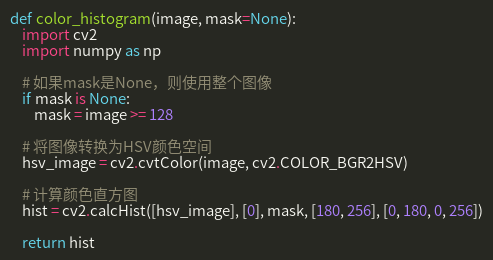 def color_histogram(image, mask=None):
import cv2
import numpy as np
# 如果mask是None，则使用整个图像
if mask is None:
mask = image >= 128
# 将图像转换为HSV颜色空间
hsv_image = cv2.cvtColor(image, cv2.COLOR_BGR2HSV)
# 计算颜色直方图
hist = cv2.calcHist([hsv_image], [0], mask, [180, 256], [0, 180, 0, 256])
return hist